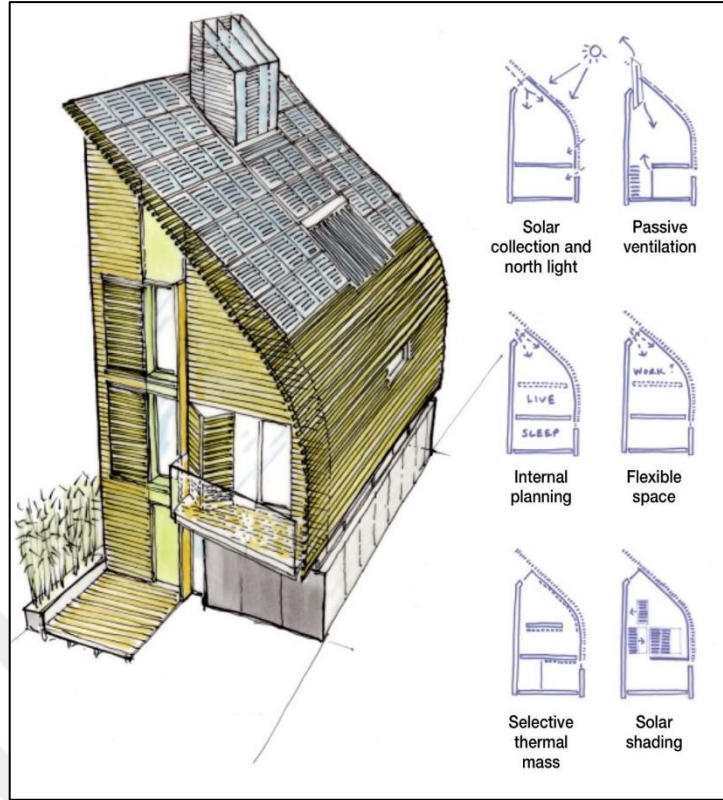 Solar
collection and
north light
Passive
ventilation
LIVE
SLEEP
WORK?
Internal
planning
Flexible
space
Selective
thermal
mass
Solar
shading